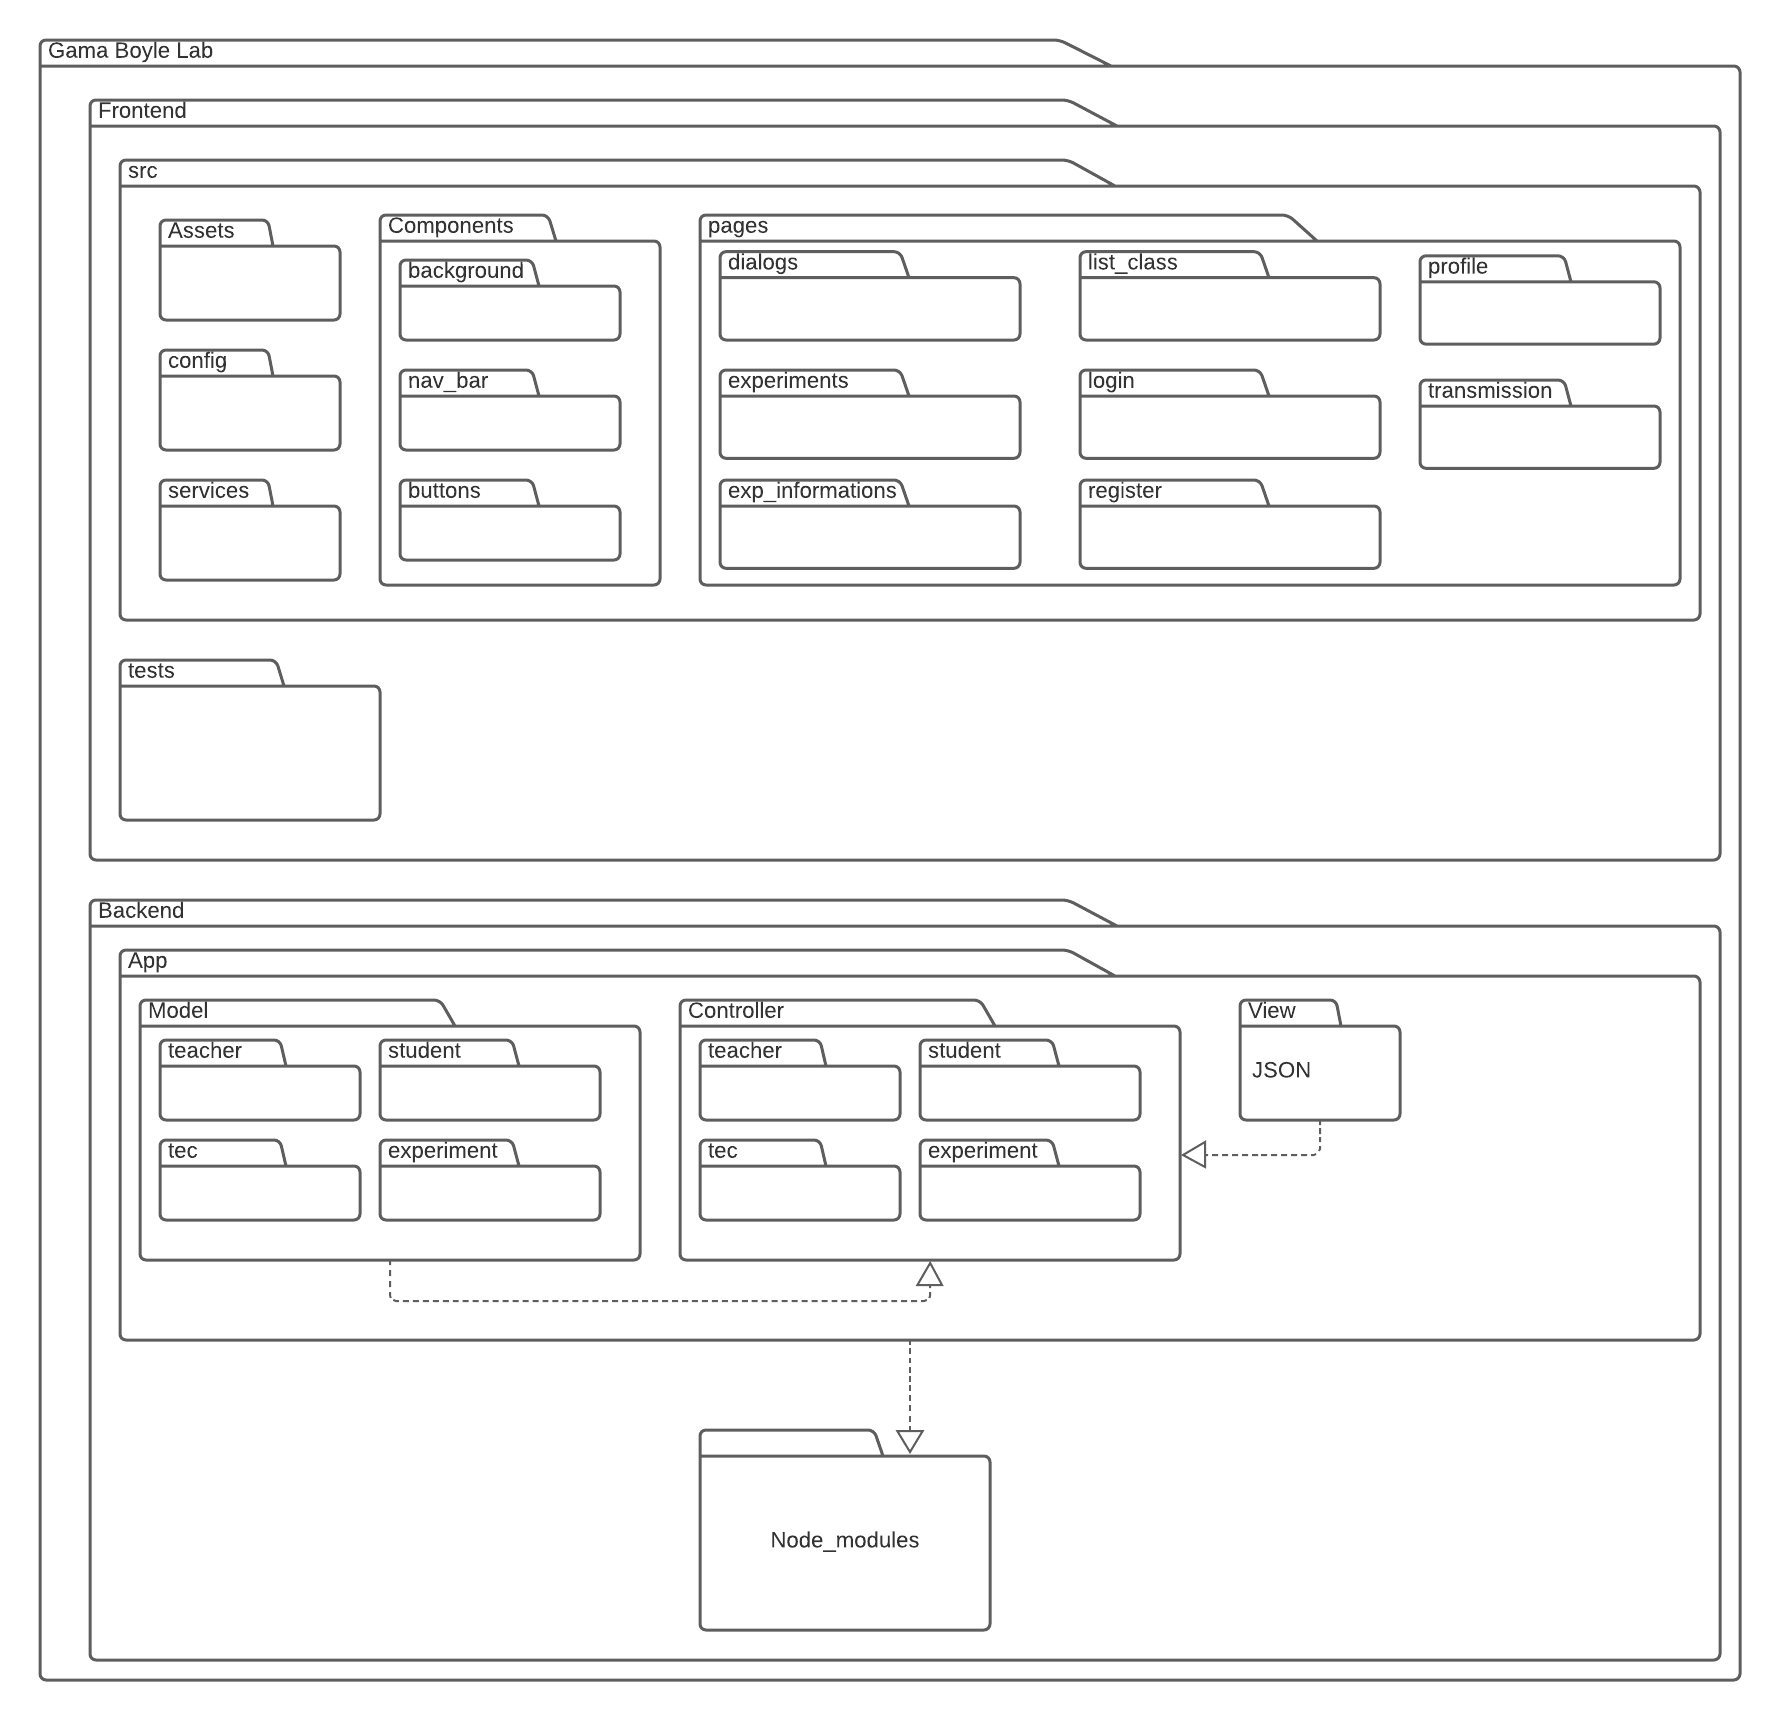 Gama Boyle Lab
Frontend
src
Assets
config
services
Components
background
nav_bar
buttons
pages
dialogs
experiments
exp_informations
list_class
login
register
profile
transmission
tests
Backend
App
Model
teacher
student
tec
experiment
Controller
teacher
student
tec
experiment
View
JSON
Node_modules